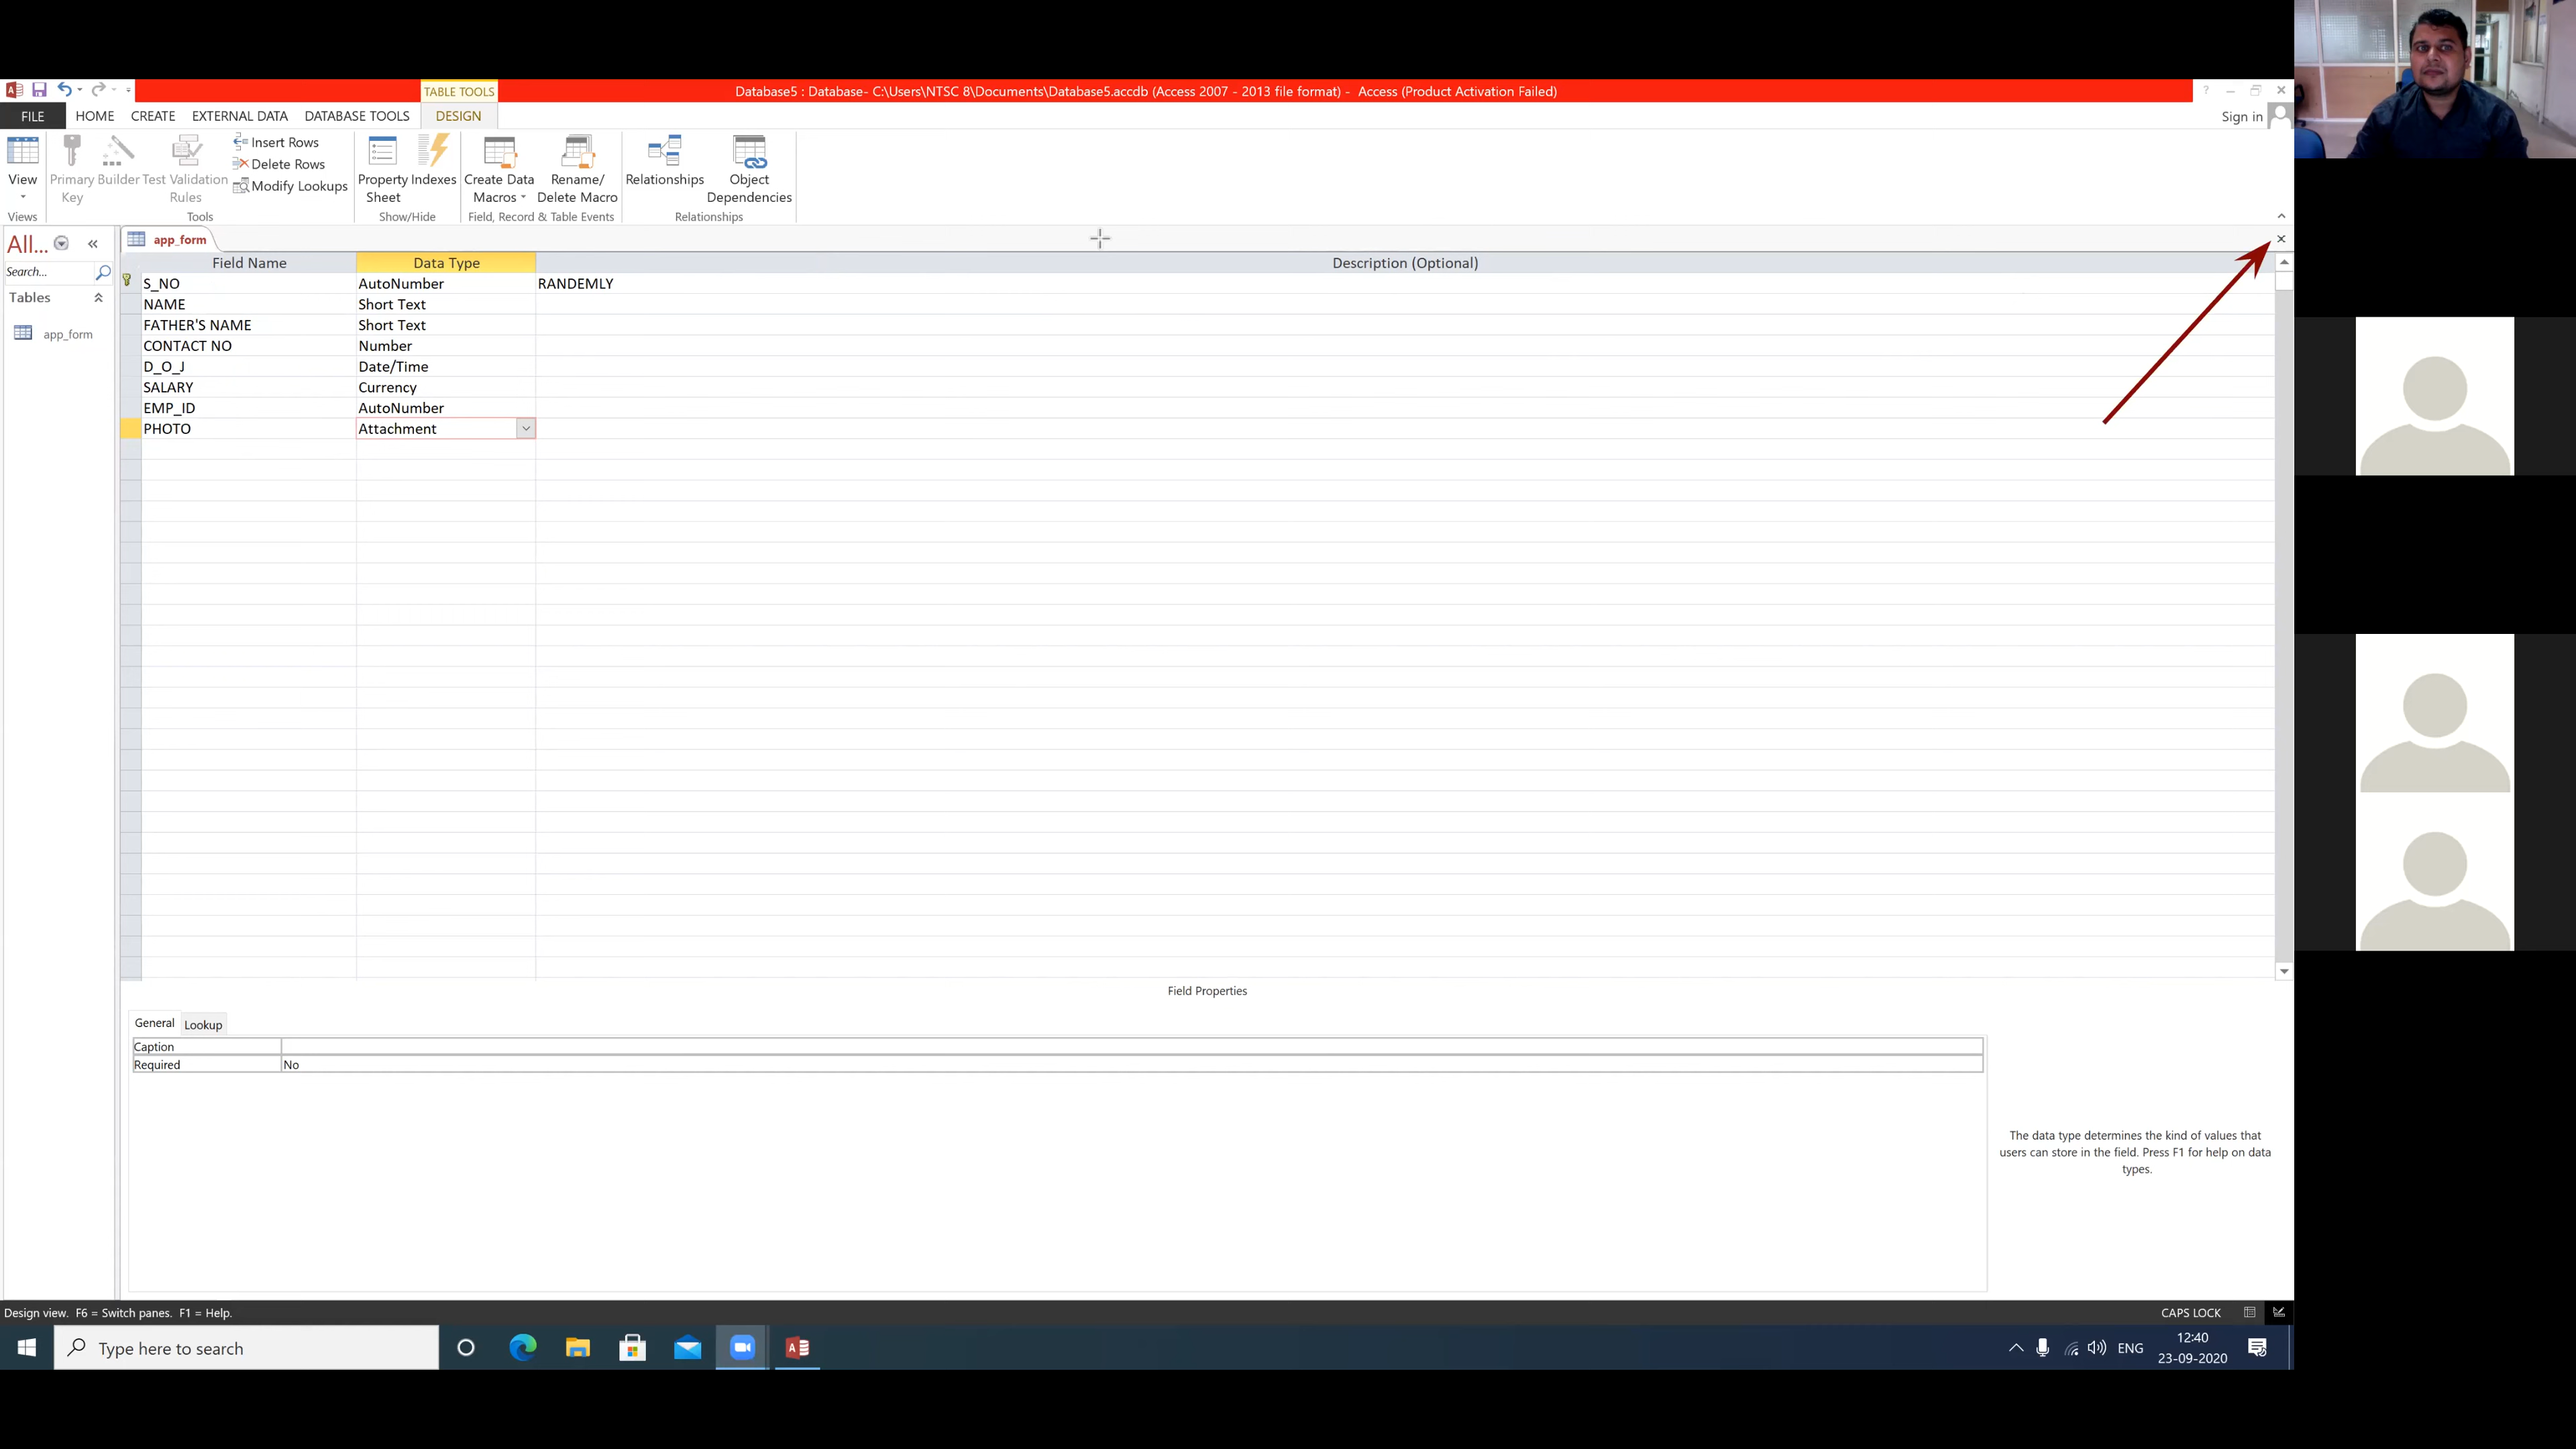 TABLE TOOLS
Database5 : Database- C:\Users\NTSC 8\Documents\Database5.accdb (Access 2007 - 2013 file format) - Access (Product Activation Failed)
?
FILE HOME CREATE EXTERNAL DATA DATABASE TOOLS DESIGN Sign in
View
Primary Key
Builder
Test Validation Rules
Insert Rows
Delete Rows
Modify Lookups
Property Sheet
Indexes
Create Data Macros
Rename/ Delete Macro
Relationships
Object Dependencies
Views Tools Show/Hide Field, Record & Table Events Relationships
All... «
Search...
Tables
app_form
app_form
Field Name Data Type Description (Optional)
S_NO AutoNumber RANDEMLY
NAME Short Text
FATHER'S NAME Short Text
CONTACT NO Number
D_O_J Date/Time
SALARY Currency
EMP_ID AutoNumber
PHOTO Attachment
Field Properties
General Lookup
Caption
Required No
The data type determines the kind of values that
users can store in the field. Press F1 for help on data
types.
Design view. F6 = Switch panes. F1 = Help. CAPS LOCK
Type here to search
ENG
12:40
23-09-2020